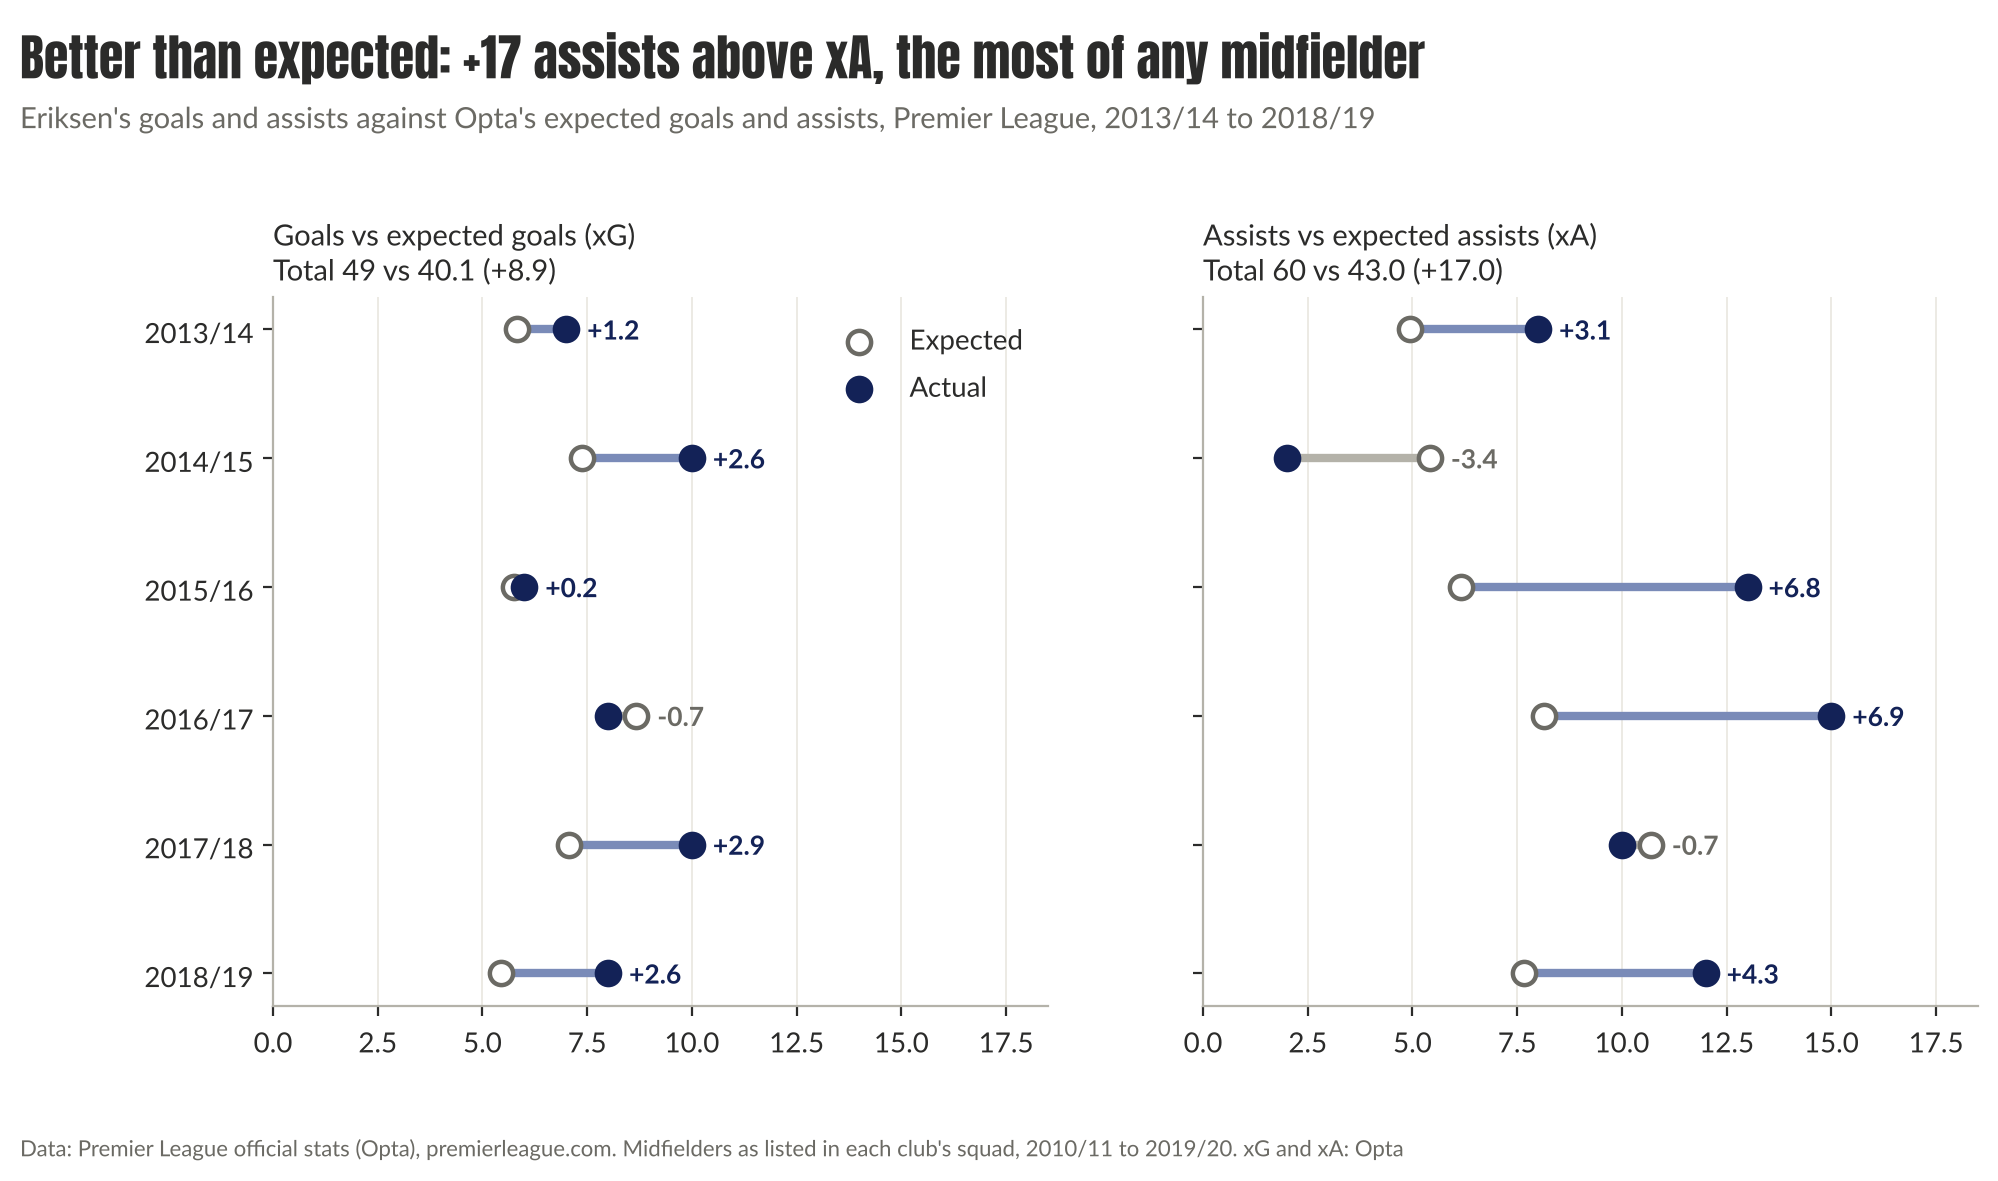 Better than expected: +17 assists above xA, the most of any midfielder
Eriksen's goals and assists against Opta's expected goals and assists, Premier League, 2013/14 to 2018/19
Goals vs expected goals (xG)
Total 49 vs 40.1 (+8.9)
2013/14
+1.2
Expected
Actual
2014/15
+2.6
2015/16
+0.2
2016/17
-0.7
2017/18
+2.9
2018/19
+2.6
0.0 2.5 5.0 7.5 10.0 12.5 15.0 17.5
Assists vs expected assists (xA)
Total 60 vs 43.0 (+17.0)
+3.1
-3.4
+6.8
+6.9
-0.7
+4.3
0.0 2.5 5.0 7.5 10.0 12.5 15.0 17.5
Data: Premier League official stats (Opta), premierleague.com. Midfielders as listed in each club's squad, 2010/11 to 2019/20. xG and xA: Opta